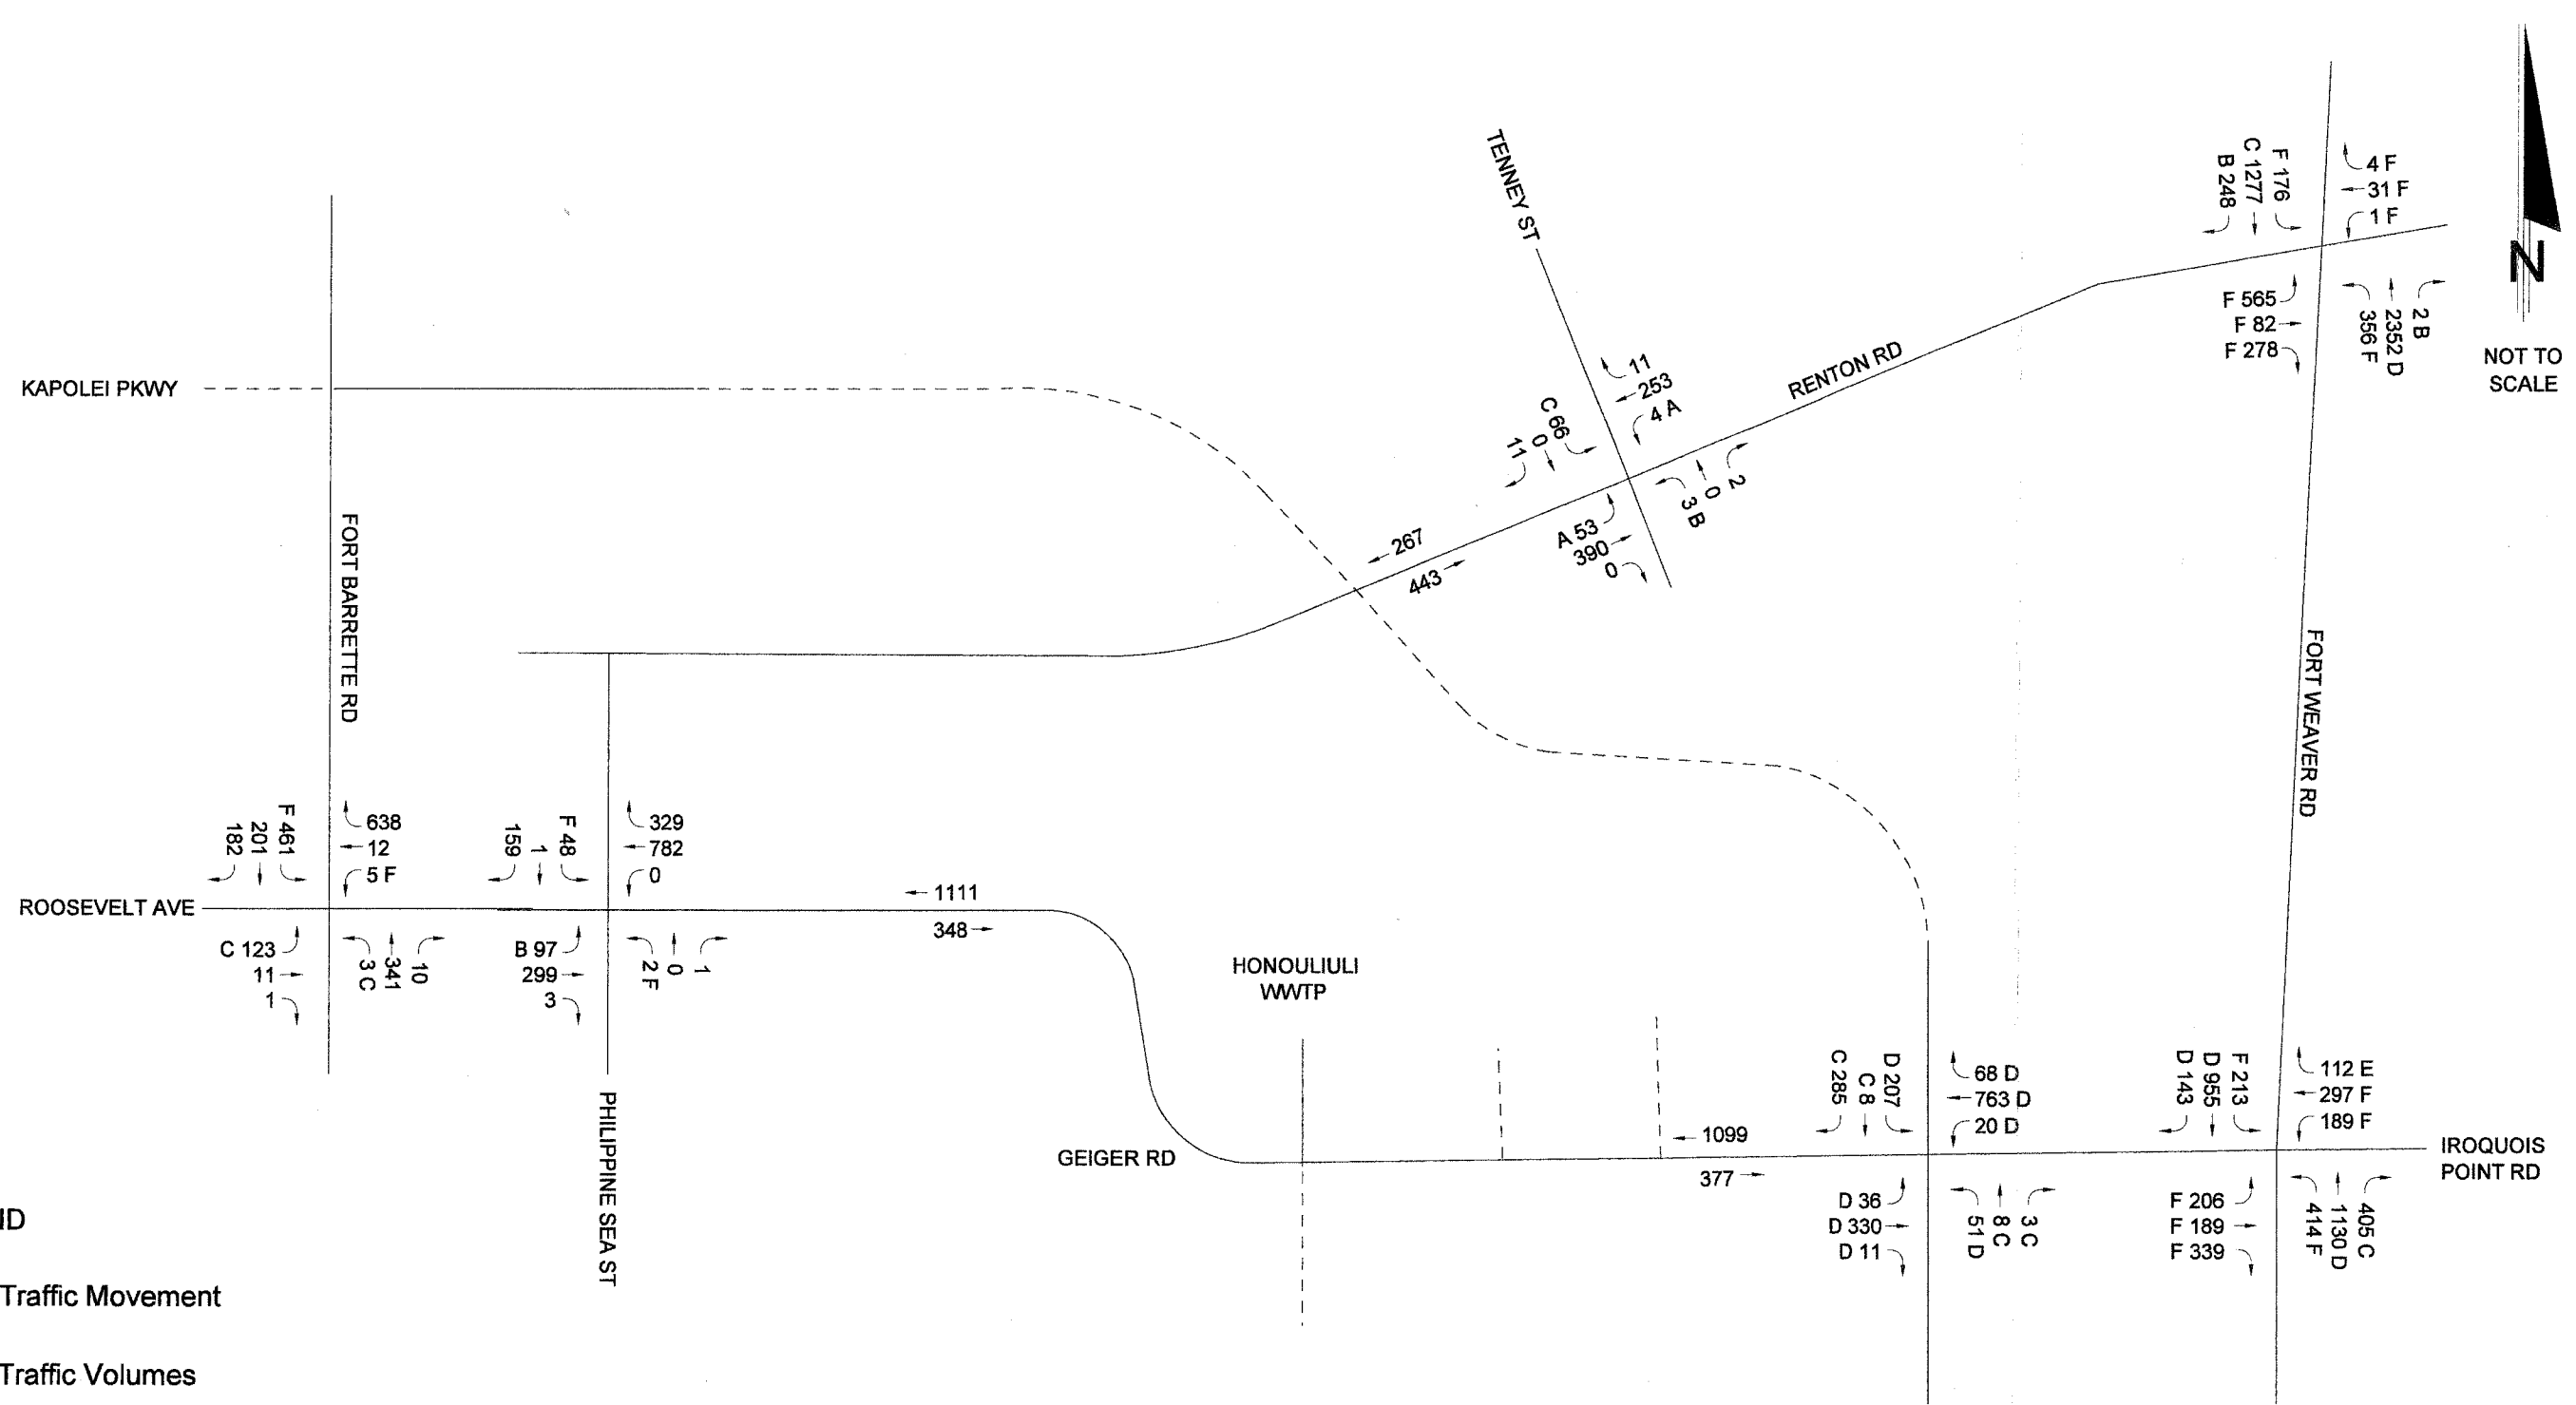 TENNEY ST
F 176
C 1277
B 248
4 F
31 F
1 F
N
NOT TO
SCALE
F 565
F 82
F 278
2 B
2352 D
356 F
RENTON RD
KAPOLEI PKWY
11
253
4 A
C 66
0
11
2
0
3 B
A 53
390
0
267
443
FORT BARRETTE RD
FORT WEAVER RD
F 461
201
182
638
12
5 F
F 48
1
159
329
782
0
ROOSEVELT AVE
1111
348
C 123
11
1
10
341
3 C
B 97
299
3
1
0
2 F
HONOULIULI
WWTP
PHILIPPINE SEA ST
GEIGER RD
1099
377
D 207
C 8
C 285
68 D
763 D
20 D
F 213
D 955
D 143
112 E
297 F
189 F
IROQUOIS
POINT RD
D 36
D 330
D 11
3 C
8 C
51 D
F 206
F 189
F 339
405 C
1130 D
414 F
ID
Traffic Movement
Traffic Volumes